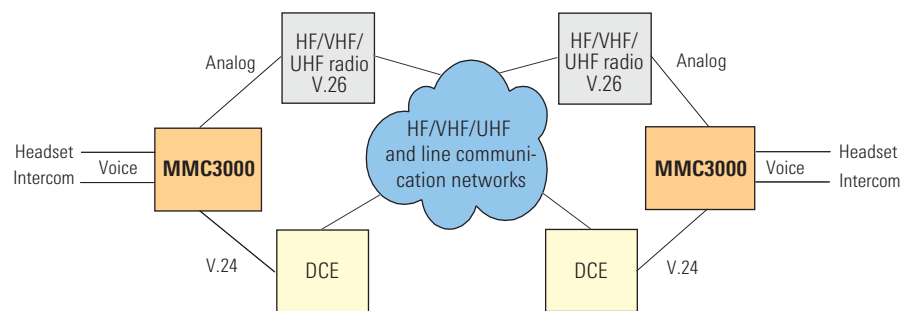 HF/VHF/
UHF radio
V.26
HF/VHF/
UHF radio
V.26
Analog
Analog
HF/VHF/UHF
and line communi-
cation networks
Headset
Voice
Intercom
MMC3000
MMC3000
Headset
Voice
Intercom
V.24
DCE
DCE
V.24